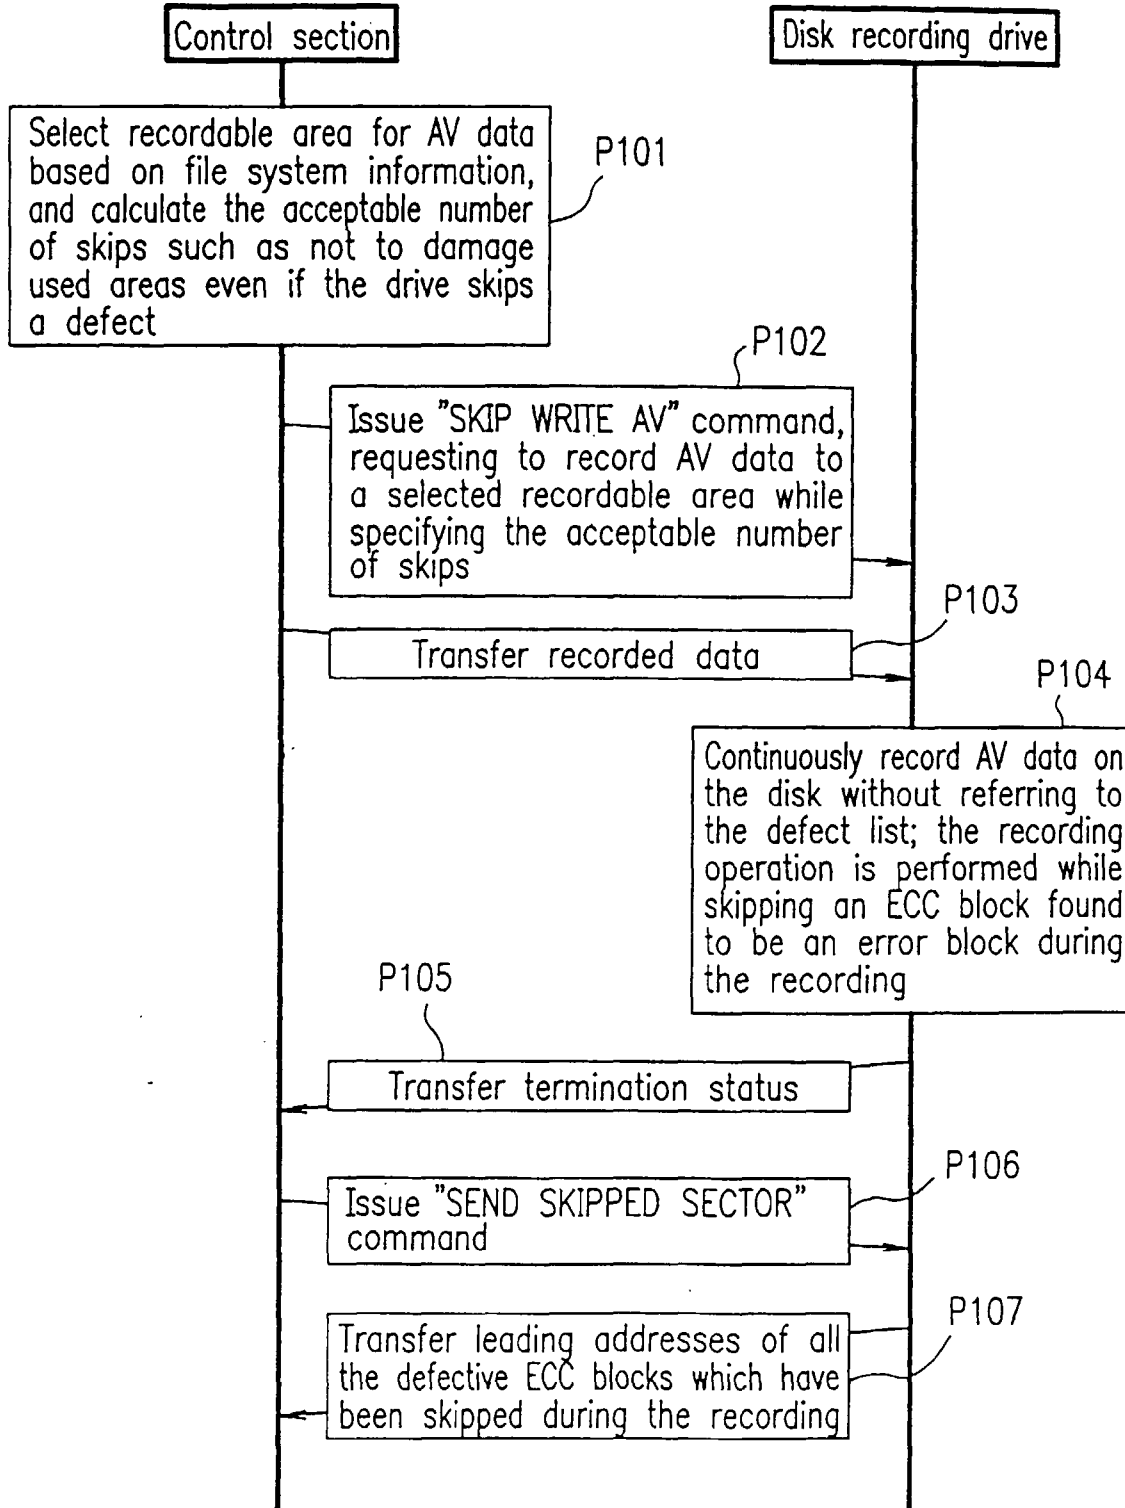 Control section
Disk recording drive
Select recordable area for AV data
based on file system information,
and calculate the acceptable number
of skips such as not to damage
used areas even if the drive skips
a defect
P101
P102
Issue "SKIP WRITE AV" command,
requesting to record AV data to
a selected recordable area while
specifying the acceptable number
of skips
P103
Transfer recorded data
P104
Continuously record AV data on
the disk without referring to
the defect list; the recording
operation is performed while
skipping an ECC block found
to be an error block during
the recording
P105
Transfer termination status
P106
Issue "SEND SKIPPED SECTOR"
command
P107
Transfer leading addresses of all
the defective ECC blocks which have
been skipped during the recording